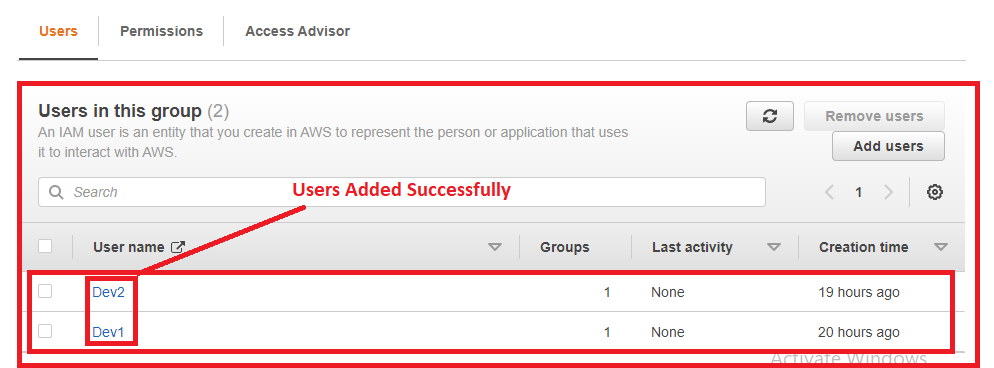 Users Permissions Access Advisor
Users in this group (2)
An IAM user is an entity that you create in AWS to represent the person or application that uses
it to interact with AWS.
Remove users
Add users
Search
Users Added Successfully
1
User name Groups Last activity Creation time
Dev2 1 None 19 hours ago
Dev1 1 None 20 hours ago
Activate Windows